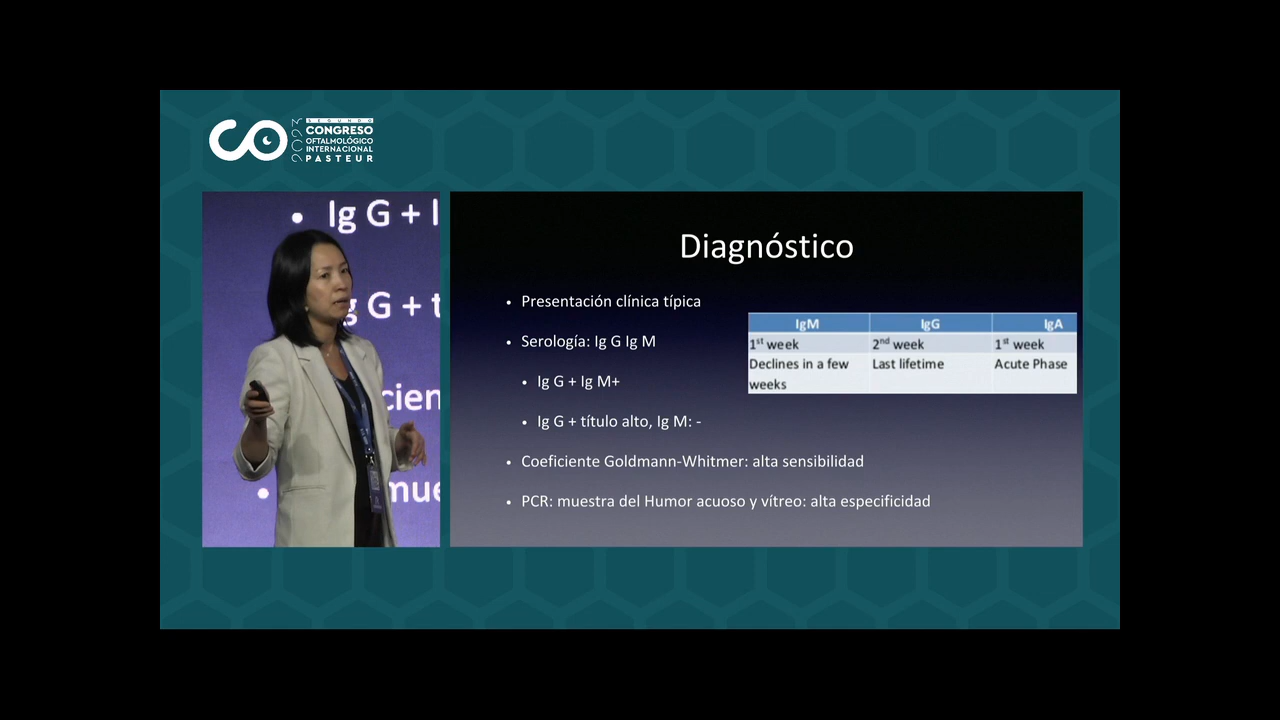 SEGUNDO
CONGRESO
OFTALMOLÓGICO
INTERNACIONAL
PASTEUR
2023
Ig G + I
g G + t
cien
mue
Diagnóstico
• Presentación clínica típica
• Serología: Ig G Ig M
• Ig G + Ig M+
• Ig G + título alto, Ig M: -
• Coeficiente Goldmann-Whitmer: alta sensibilidad
• PCR: muestra del Humor acuoso y vítreo: alta especificidad
IgM IgG IgA
1st week 2nd week 1st week
Declines in a few Last lifetime Acute Phase
weeks